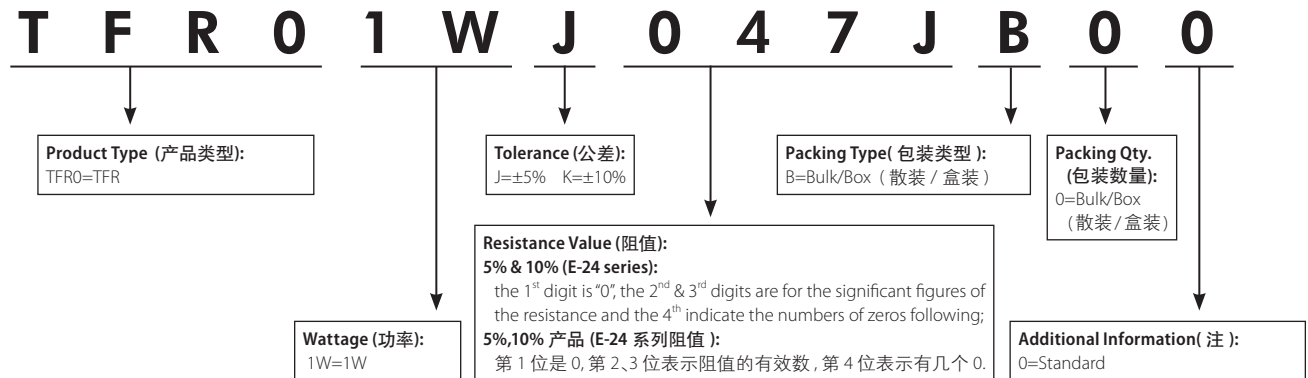 T F R 0 1 W J 0 4 7 J B 0 0
Product Type (产品类型):
TFR0=TFR
Tolerance (公差):
J=±5% K=±10%
Packing Type( 包装类型 ):
B=Bulk/Box ( 散装 / 盒装 )
Packing Qty.
(包装数量):
0=Bulk/Box
(散装/盒装)
Resistance Value (阻值):
5% & 10% (E-24 series):
the 1st digit is "0", the 2nd & 3rd digits are for the significant figures of
the resistance and the 4th indicate the numbers of zeros following;
5%,10% 产品 (E-24 系列阻值 ):
第 1 位是 0, 第 2、3 位表示阻值的有效数 , 第 4 位表示有几个 0.
Wattage (功率):
1W=1W
Additional Information( 注 ):
0=Standard